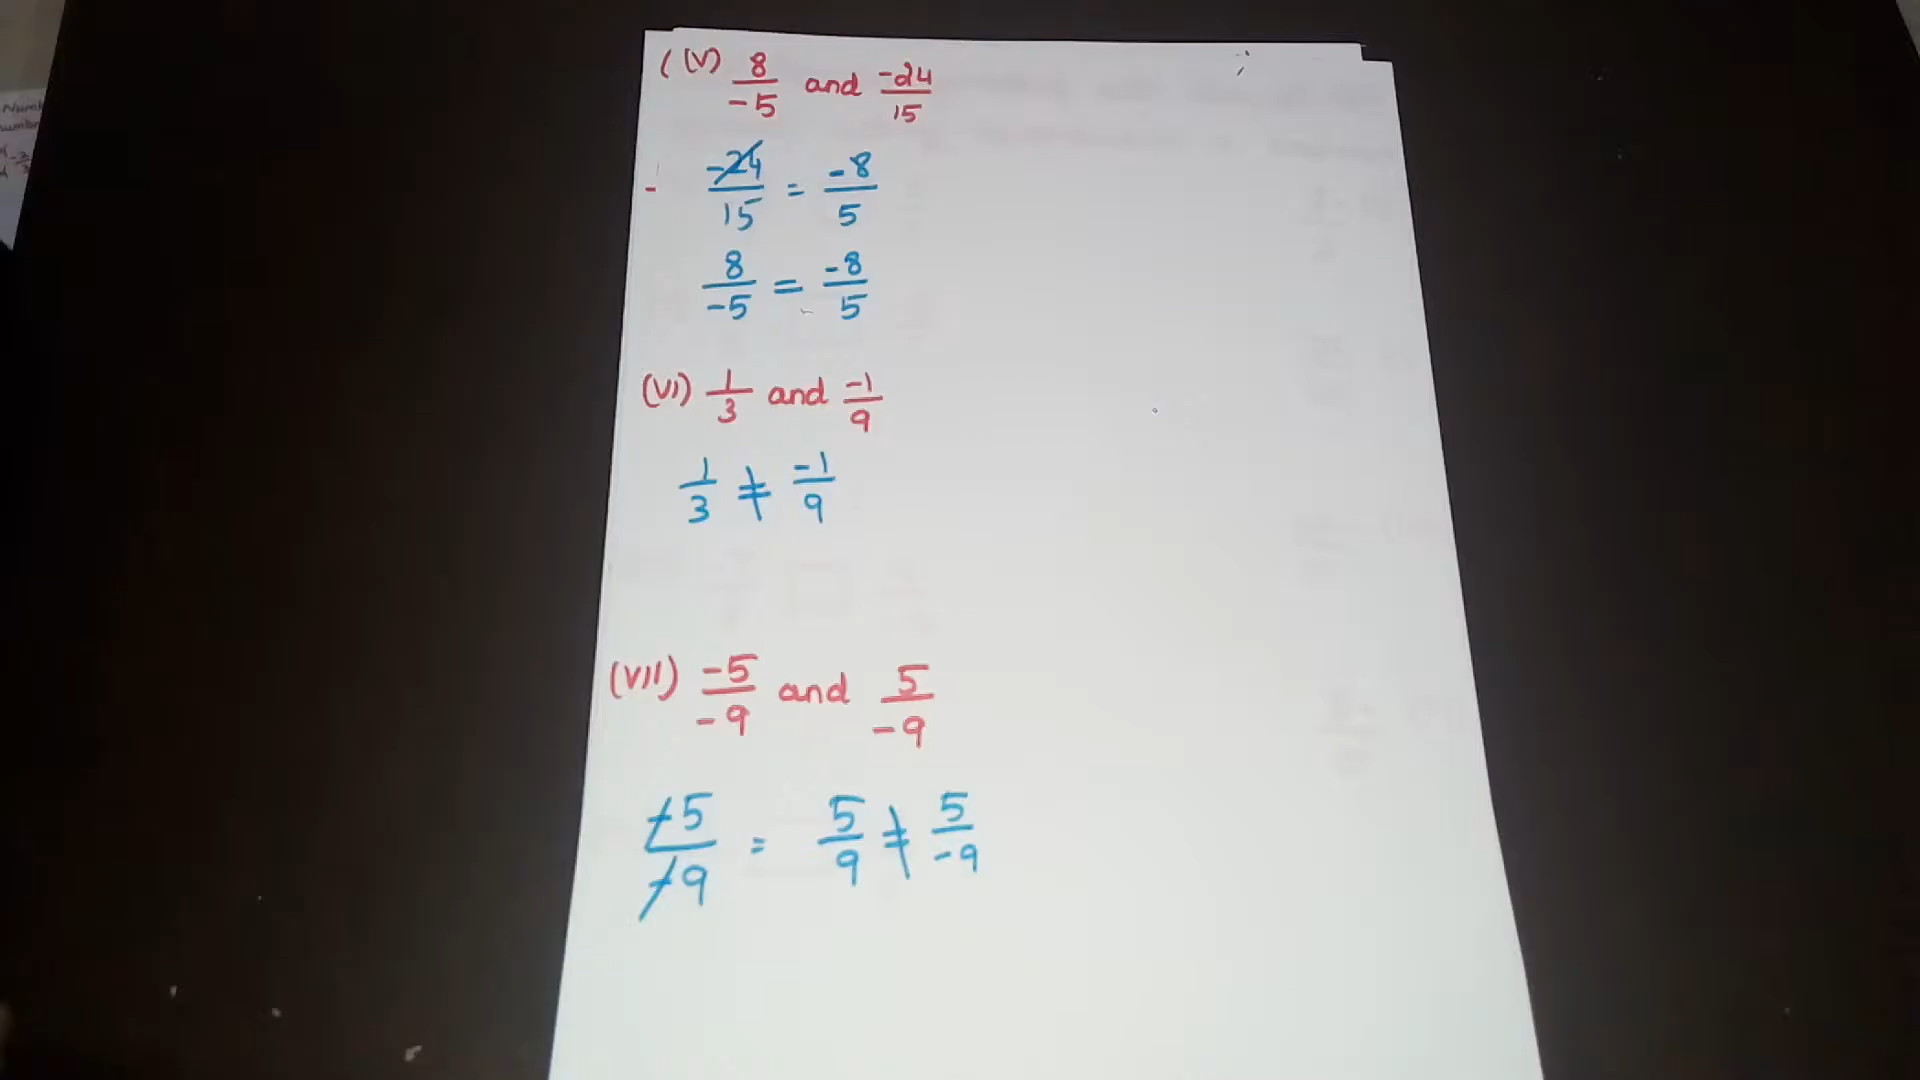 (V) 8/-5 and -24/15
-24/15 = -8/5
8/-5 = -8/5
(VI) 1/3 and -1/9
1/3 ≠ -1/9
(VII) -5/-9 and 5/-9
-5/-9 = 5/9 ≠ 5/-9